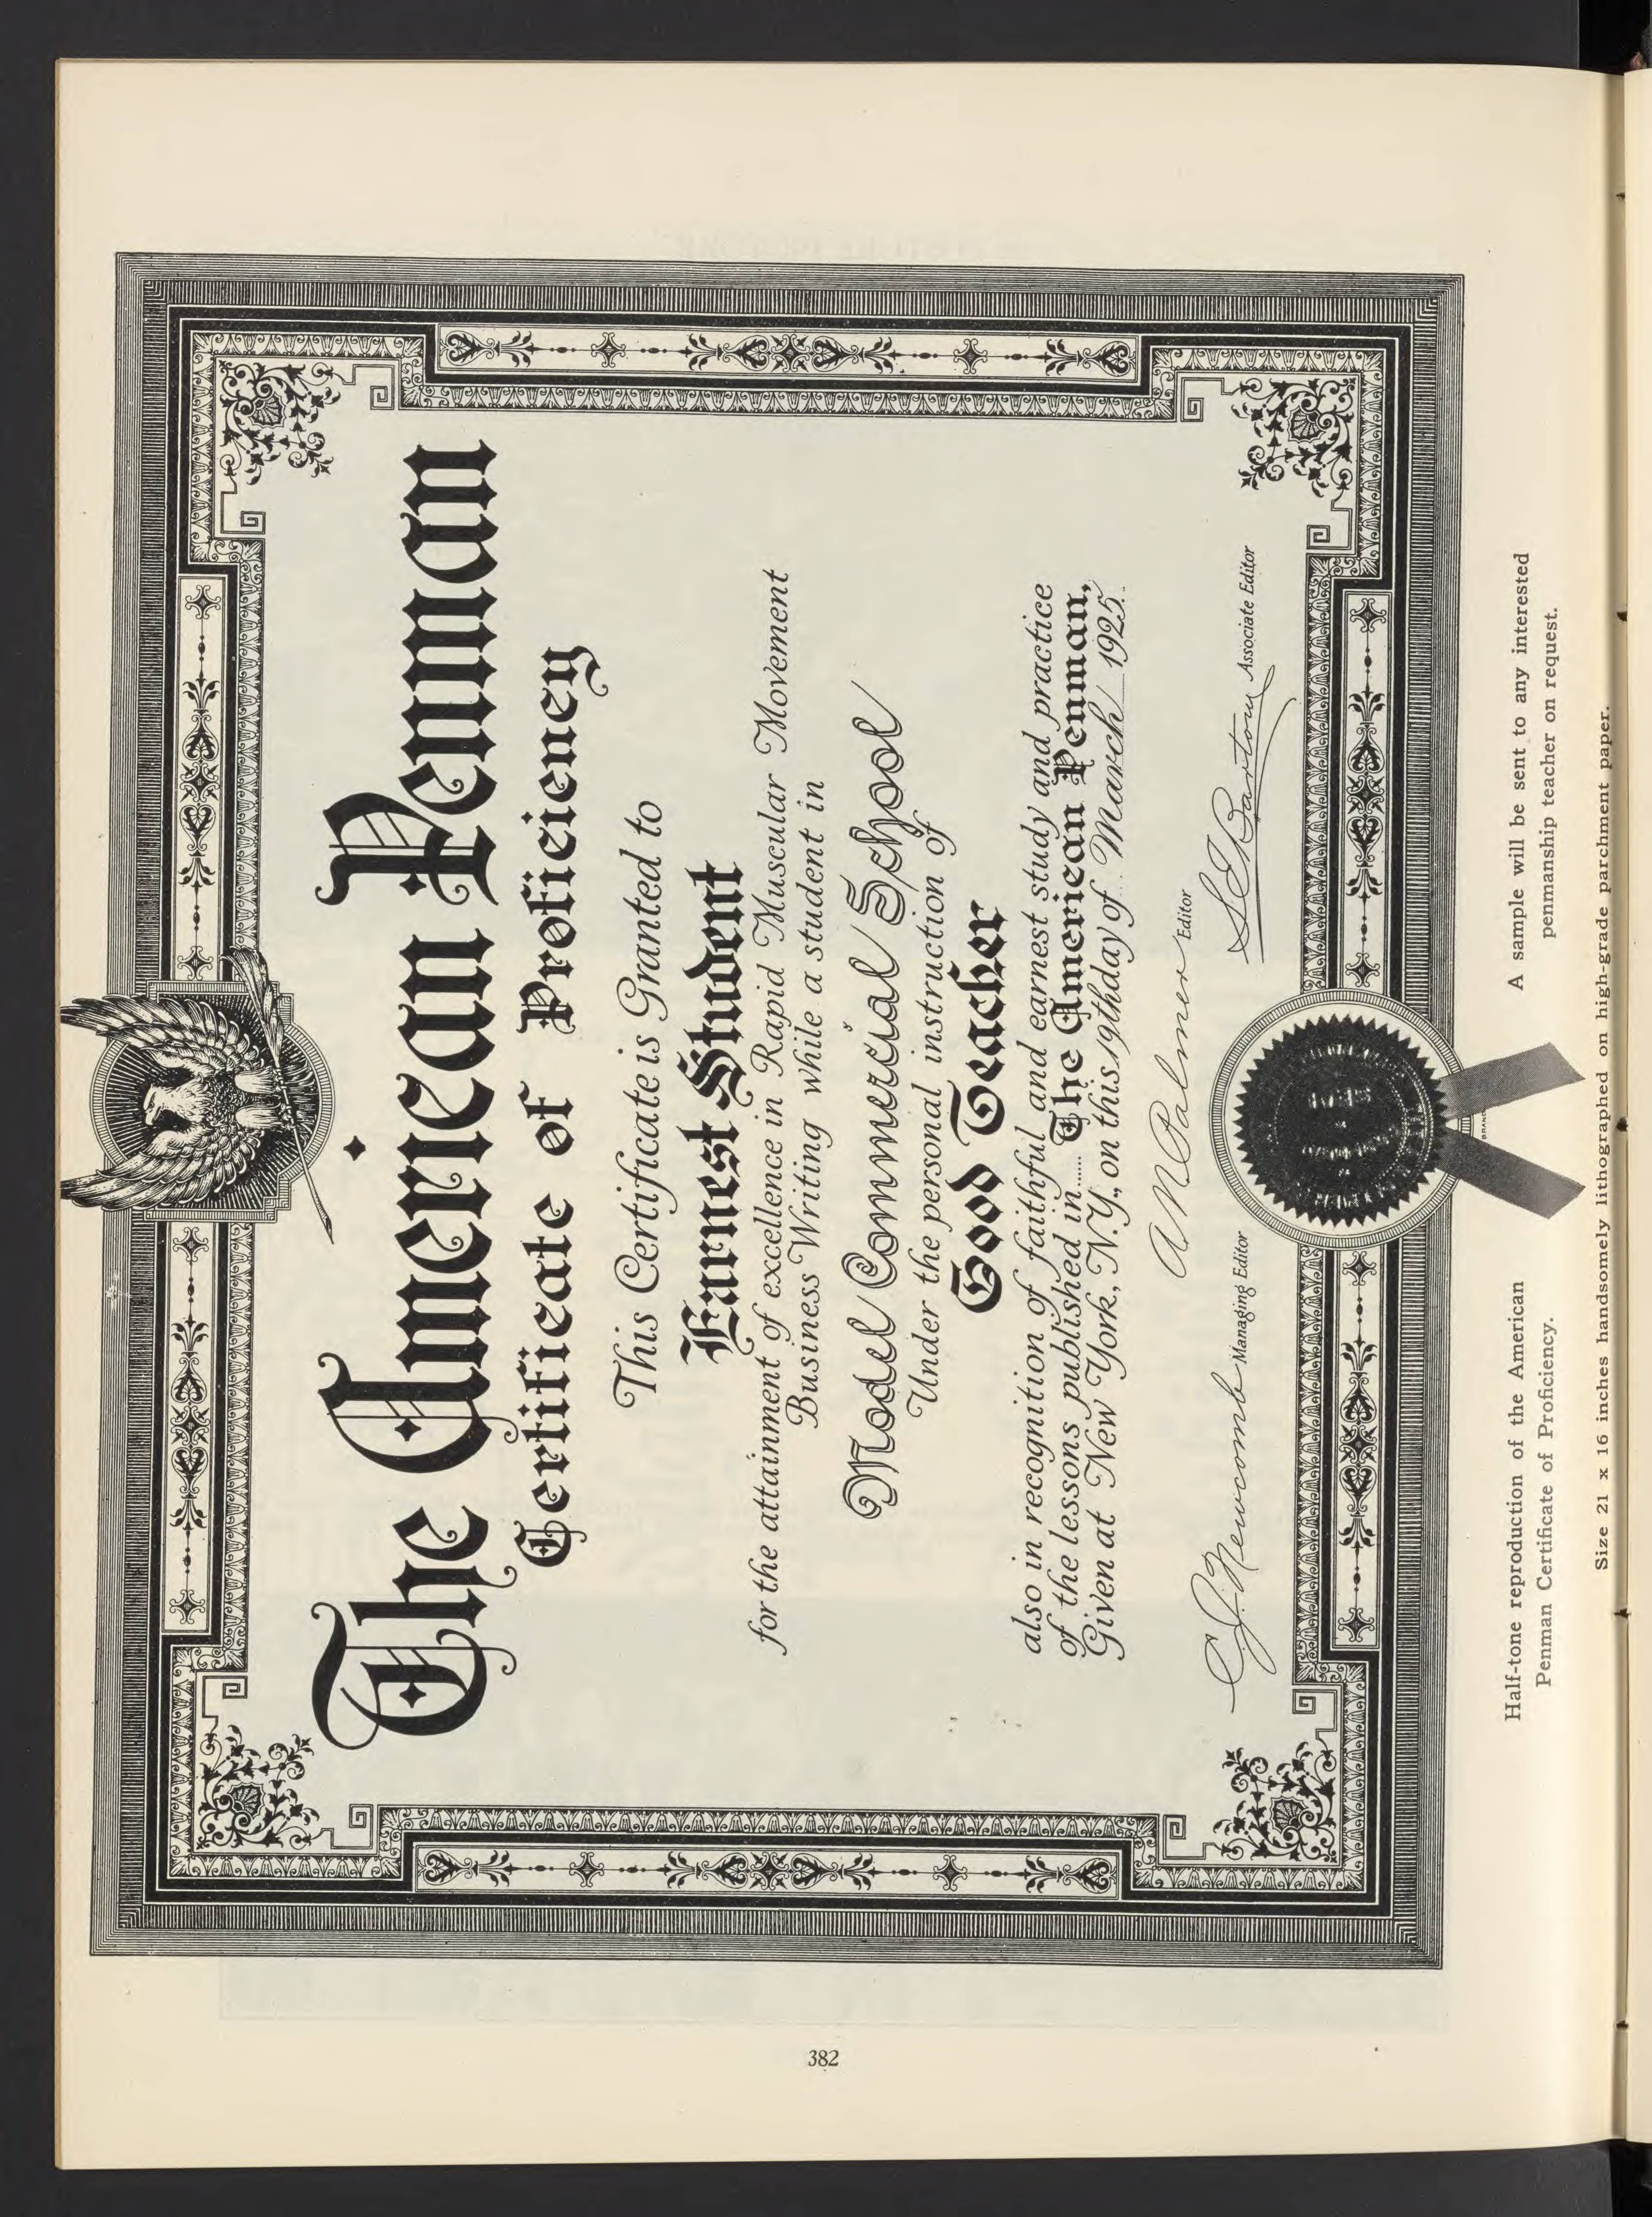 The American Penman
Certificate of Proficiency
This Certificate is Granted to
Earnest Student
for the attainment of excellence in Rapid Muscular Movement
Business Writing while a student in
Model Commercial School
Under the personal instruction of
Good Teacher
also in recognition of faithful and earnest study and practice
of the lessons published in...... The American Penman,
Given at New York, N.Y., on this 19th day of March 1925.
A N Palmer Editor
C. J. Newcomb Managing Editor
S E Bartow Associate Editor
Half-tone reproduction of the American
Penman Certificate of Proficiency.
A sample will be sent to any interested
penmanship teacher on request.
Size 21 x 16 inches handsomely lithographed on high-grade parchment paper.
382